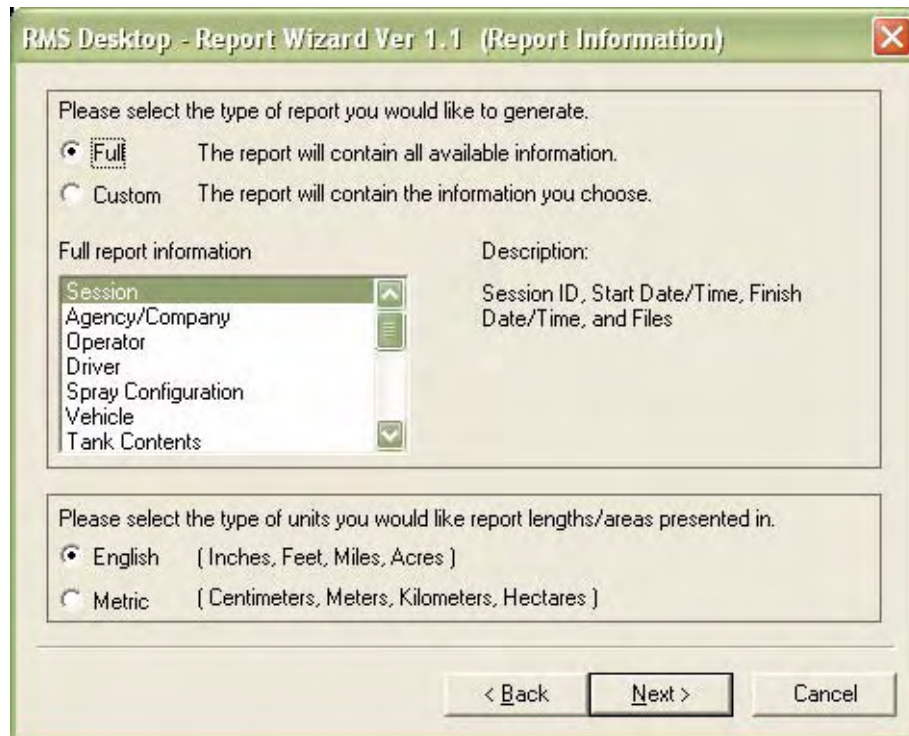 RMS Desktop - Report Wizard Ver 1.1 (Report Information)
Please select the type of report you would like to generate.
Full The report will contain all available information.
Custom The report will contain the information you choose.
Full report information
Session
Agency/Company
Operator
Driver
Spray Configuration
Vehicle
Tank Contents
Description:
Session ID, Start Date/Time, Finish
Date/Time, and Files
Please select the type of units you would like report lengths/areas presented in.
English ( Inches, Feet, Miles, Acres )
Metric ( Centimeters, Meters, Kilometers, Hectares )
< Back Next > Cancel